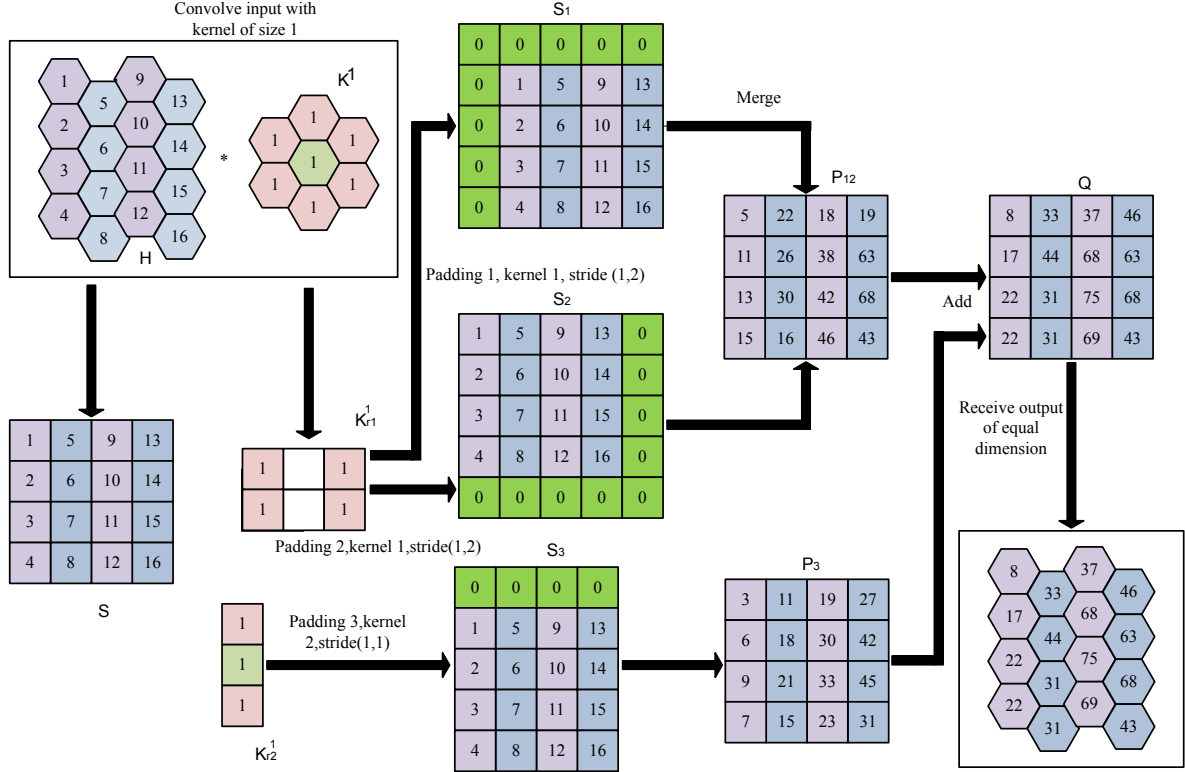 Convolve input with
kernel of size 1
1 9
5 13
2 10
6 14
3 11
7 15
4 12
8 16
H
*
K1
1
1 1
1
1 1
1
S1
0 0 0 0 0
0 1 5 9 13
0 2 6 10 14
0 3 7 11 15
0 4 8 12 16
Merge
P12
5 22 18 19
11 26 38 63
13 30 42 68
15 16 46 43
Q
8 33 37 46
17 44 68 63
22 31 75 68
22 31 69 43
Add
Padding 1, kernel 1, stride (1,2)
S2
1 5 9 13 0
2 6 10 14 0
3 7 11 15 0
4 8 12 16 0
0 0 0 0 0
1 5 9 13
2 6 10 14
3 7 11 15
4 8 12 16
S
K1r1
1 1
1 1
Padding 2,kernel 1,stride(1,2)
Receive output
of equal
dimension
1
1
1
K1r2
Padding 3,kernel
2,stride(1,1)
S3
0 0 0 0
1 5 9 13
2 6 10 14
3 7 11 15
4 8 12 16
P3
3 11 19 27
6 18 30 42
9 21 33 45
7 15 23 31
8 37
33 46
17 68
44 63
22 75
31 68
22 69
31 43